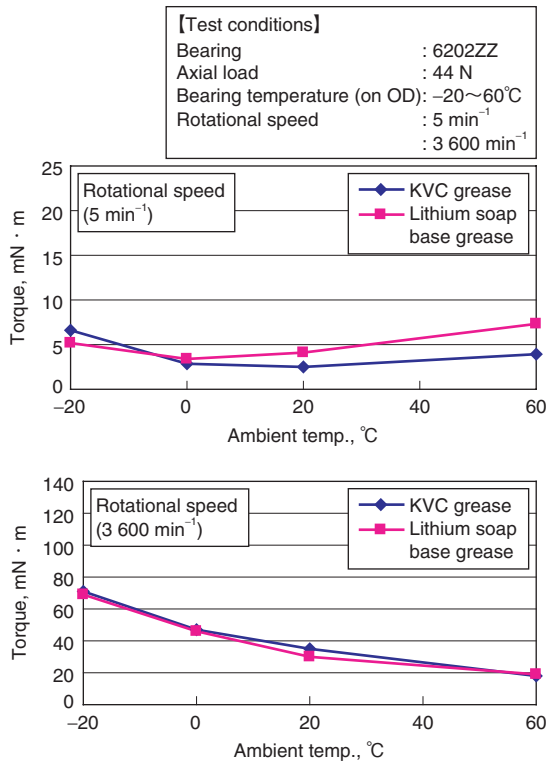 【Test conditions】
Bearing : 6202ZZ
Axial load : 44 N
Bearing temperature (on OD): −20～60℃
Rotational speed : 5 min⁻¹
: 3 600 min⁻¹
25
20
15
10
5
0
Torque, mN · m
Rotational speed
(5 min⁻¹)
KVC grease
Lithium soap
base grease
−20 0 20 40 60
Ambient temp., ℃
140
120
100
80
60
40
20
0
Torque, mN · m
Rotational speed
(3 600 min⁻¹)
KVC grease
Lithium soap
base grease
−20 0 20 40 60
Ambient temp., ℃